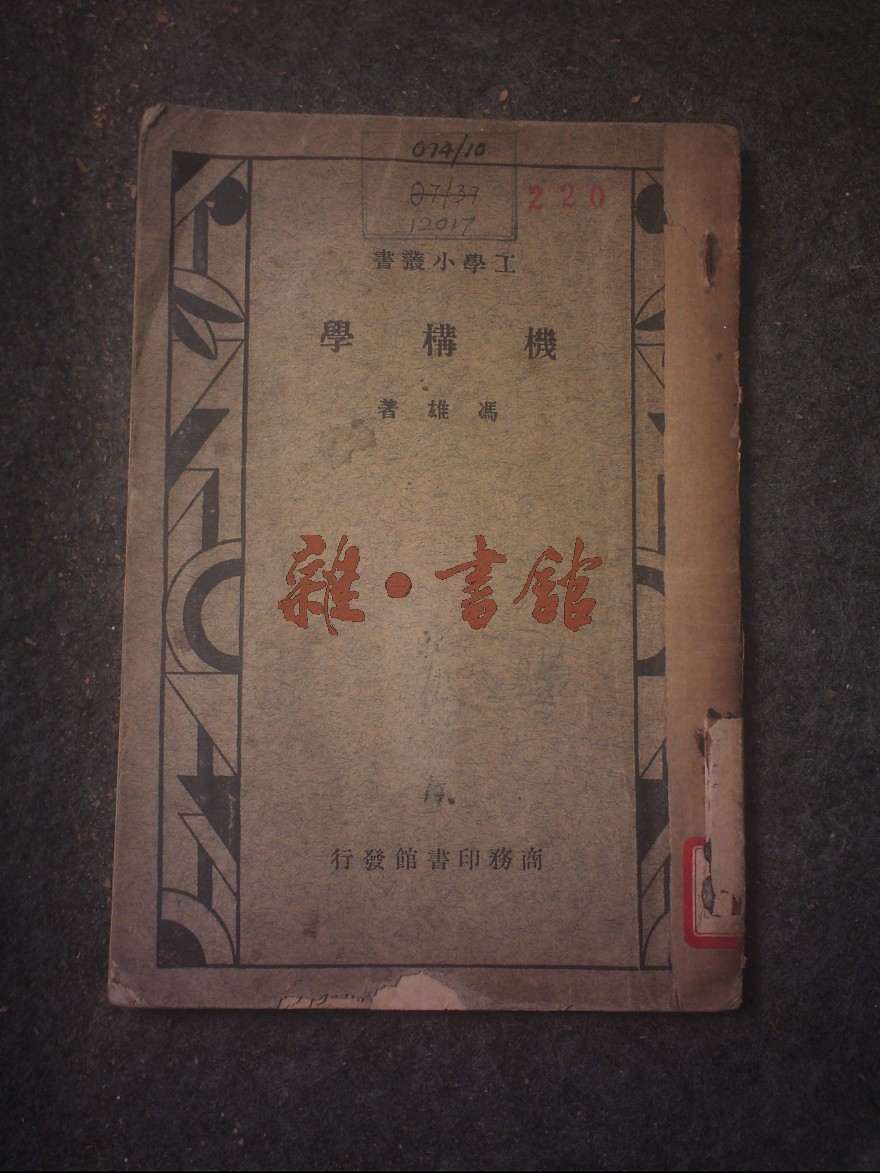 074/10
07/37
12017
220
工學小叢書
機構學
馮雄著
雜·書館
商務印書館發行